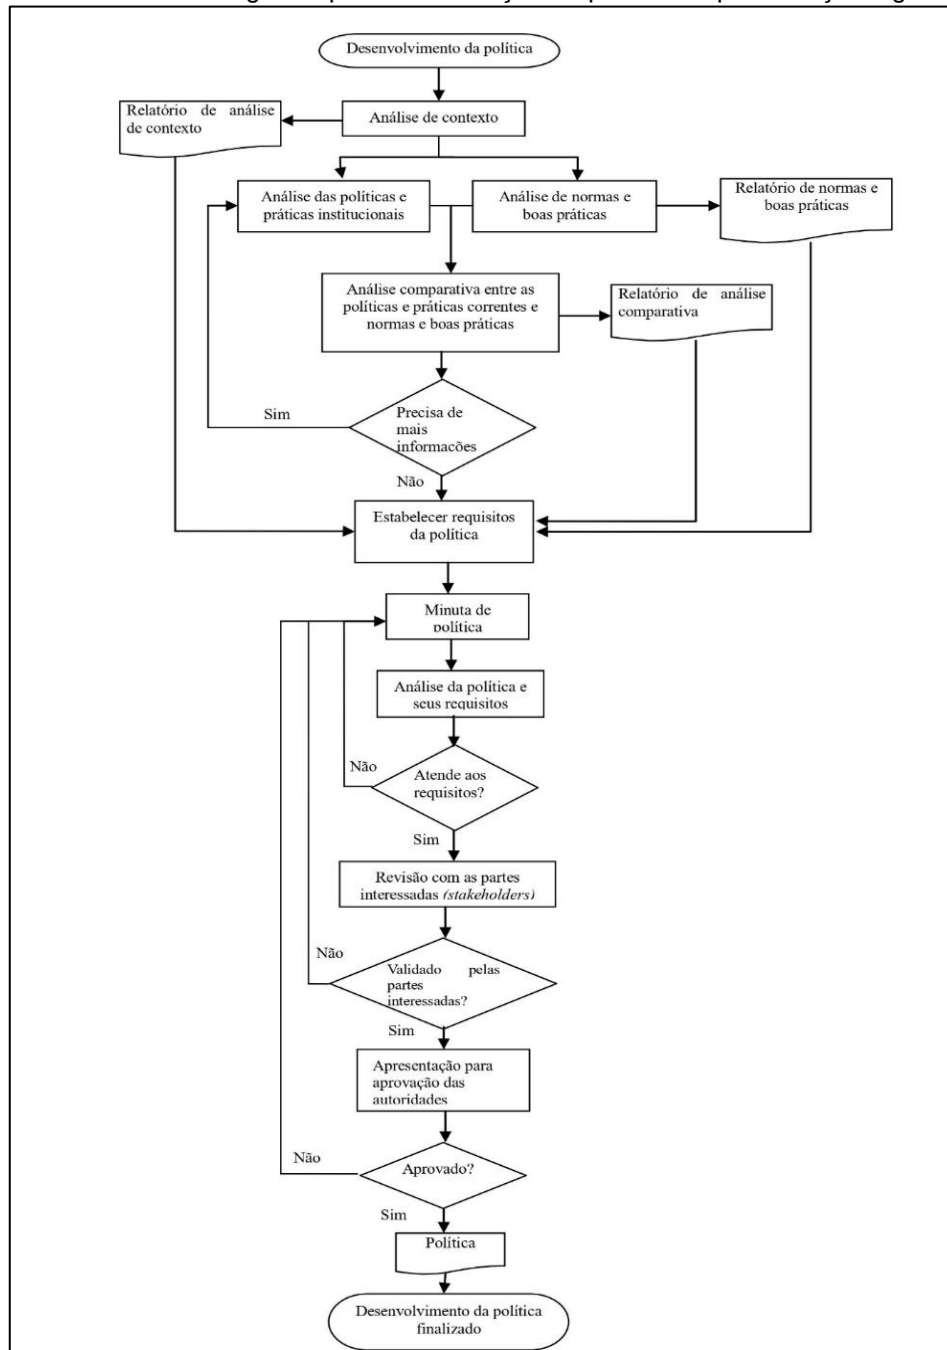 Desenvolvimento da política
Análise de contexto
Relatório de análise
de contexto
Análise das políticas e
práticas institucionais
Análise de normas e
boas práticas
Relatório de normas e
boas práticas
Análise comparativa entre as
políticas e práticas correntes e
normas e boas práticas
Relatório de análise
comparativa
Sim
Precisa de
mais
informacões
Não
Estabelecer requisitos
da política
Minuta de
política
Análise da política e
seus requisitos
Não
Atende aos
requisitos?
Sim
Revisão com as partes
interessadas (stakeholders)
Não
Validado pelas
partes
interessadas?
Sim
Apresentação para
aprovação das
autoridades
Não
Aprovado?
Sim
Política
Desenvolvimento da política
finalizado